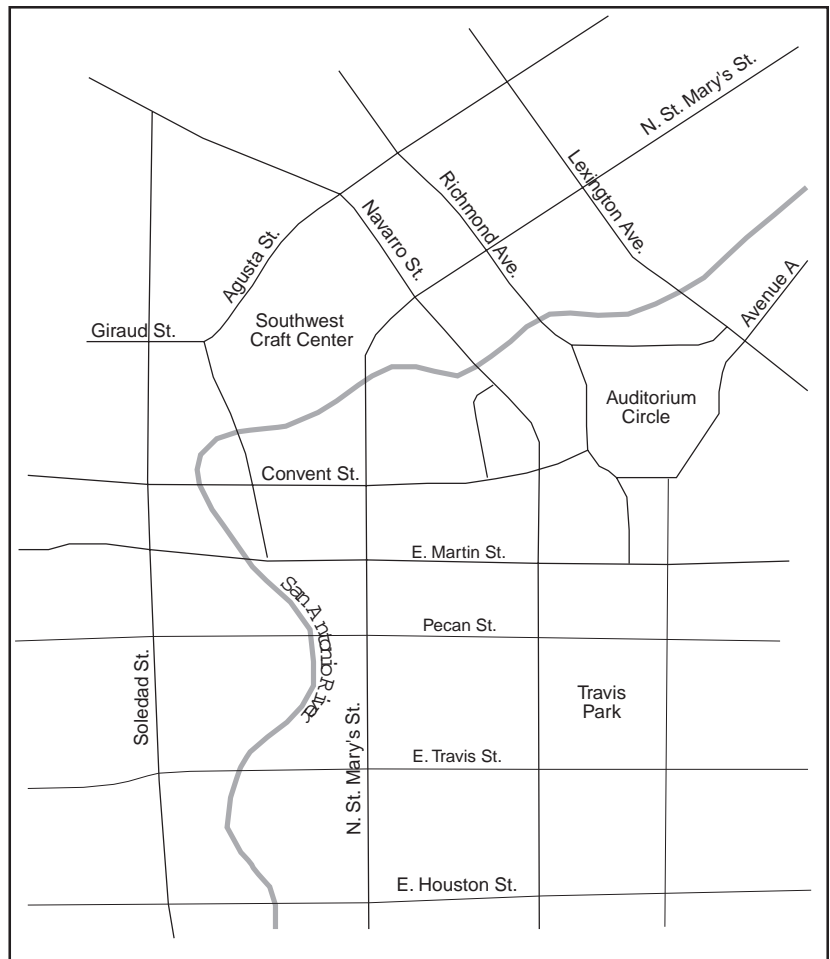 N. St. Mary's St.
Lexington Ave.
Richmond Ave.
Navarro St.
Agusta St.
Avenue A
Giraud St.
Southwest
Craft Center
Auditorium
Circle
Convent St.
E. Martin St.
San Antonio River
Pecan St.
Soledad St.
Travis
Park
N. St. Mary's St.
E. Travis St.
E. Houston St.